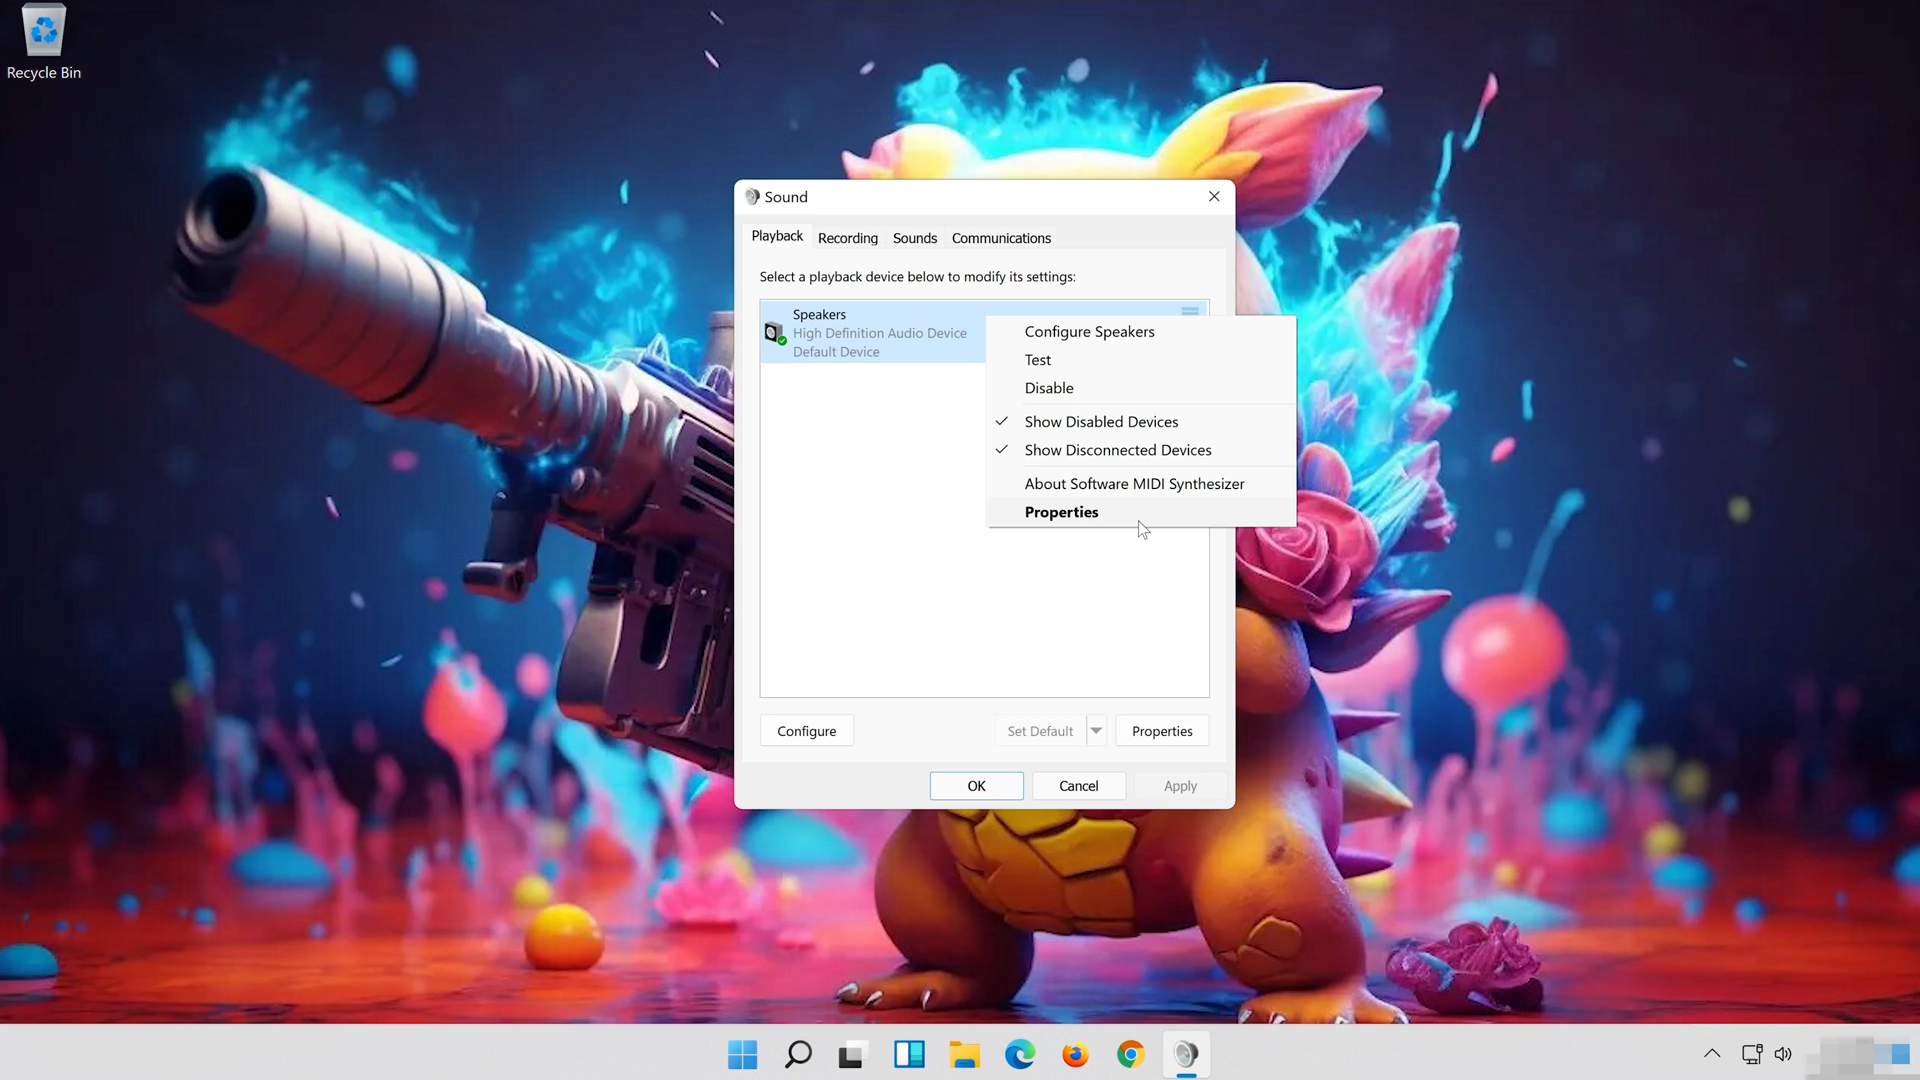 Recycle Bin
Sound
Playback Recording Sounds Communications
Select a playback device below to modify its settings:
Speakers
High Definition Audio Device
Default Device
Configure Speakers
Test
Disable
Show Disabled Devices
Show Disconnected Devices
About Software MIDI Synthesizer
Properties
Configure Set Default Properties
OK Cancel Apply